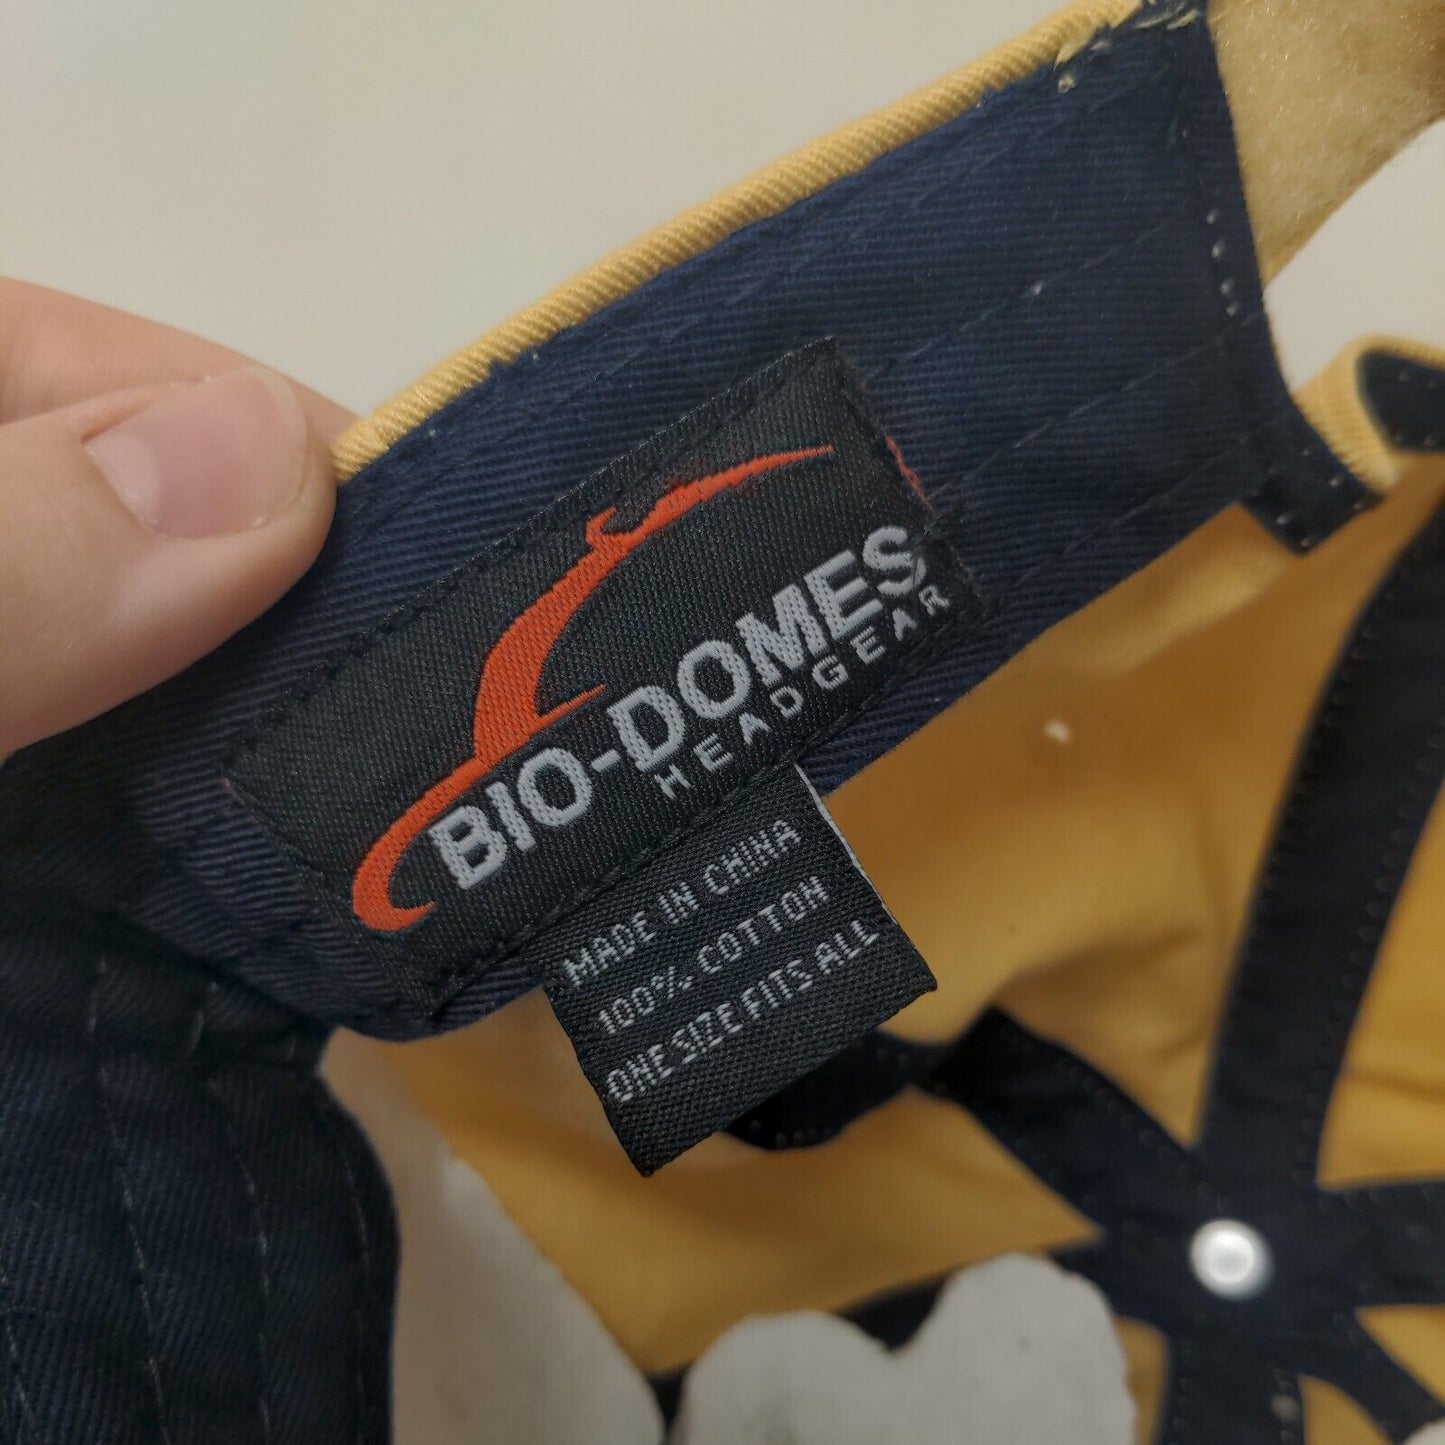 BIO-DOMES
HEADGEAR
MADE IN CHINA
100% COTTON
ONE SIZE FITS ALL